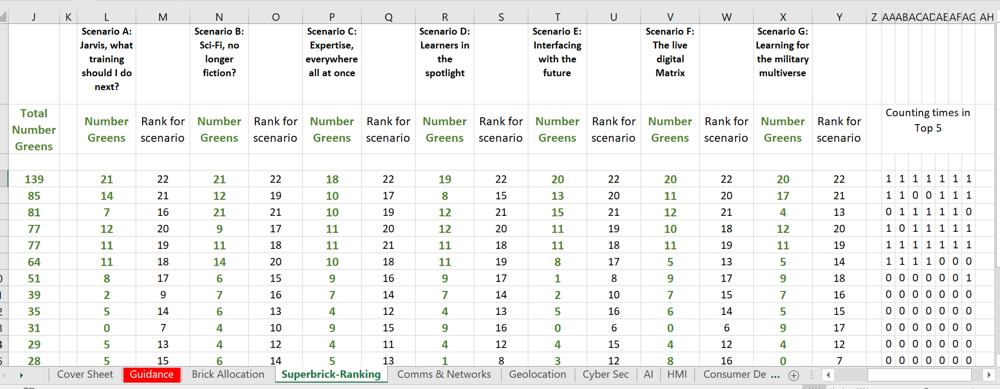 J K L M N O P Q R S T U V W X Y Z AA AB AC AD AE AF AG AH
Scenario A: Jarvis, what training should I do next? Scenario B: Sci-Fi, no longer fiction? Scenario C: Expertise, everywhere all at once Scenario D: Learners in the spotlight Scenario E: Interfacing with the future Scenario F: The live digital Matrix Scenario G: Learning for the military multiverse
Total Number Greens Number Greens Rank for scenario Number Greens Rank for scenario Number Greens Rank for scenario Number Greens Rank for scenario Number Greens Rank for scenario Number Greens Rank for scenario Number Greens Rank for scenario Counting times in Top 5
139 21 22 21 22 18 22 19 22 20 22 20 22 20 22 1 1 1 1 1 1 1
85 14 21 12 19 10 17 8 15 13 20 11 20 17 21 1 1 0 0 1 1 1
81 7 16 21 21 10 19 12 21 15 21 12 21 4 13 0 1 1 1 1 1 0
77 12 20 9 17 11 20 12 20 11 19 10 18 12 20 1 0 1 1 1 1 1
77 11 19 11 18 11 21 11 18 11 18 11 19 11 19 1 1 1 1 1 1 1
64 11 18 14 20 10 18 11 19 8 17 5 13 5 14 1 1 1 1 0 0 0
51 8 17 6 15 9 16 9 17 1 8 9 17 9 18 0 0 0 0 0 0 1
39 2 9 7 16 7 14 7 14 2 10 7 15 7 16 0 0 0 0 0 0 0
35 5 14 6 13 4 12 4 13 5 16 6 14 5 15 0 0 0 0 0 0 0
31 0 7 4 10 9 15 9 16 0 6 0 6 9 17 0 0 0 0 0 0 0
29 5 13 4 12 4 11 4 12 4 15 4 12 4 12 0 0 0 0 0 0 0
28 5 15 6 14 5 13 1 8 3 12 8 16 0 7 0 0 0 0 0 0 0
Cover Sheet Guidance Brick Allocation Superbrick-Ranking Comms & Networks Geolocation Cyber Sec AI HMI Consumer De ...